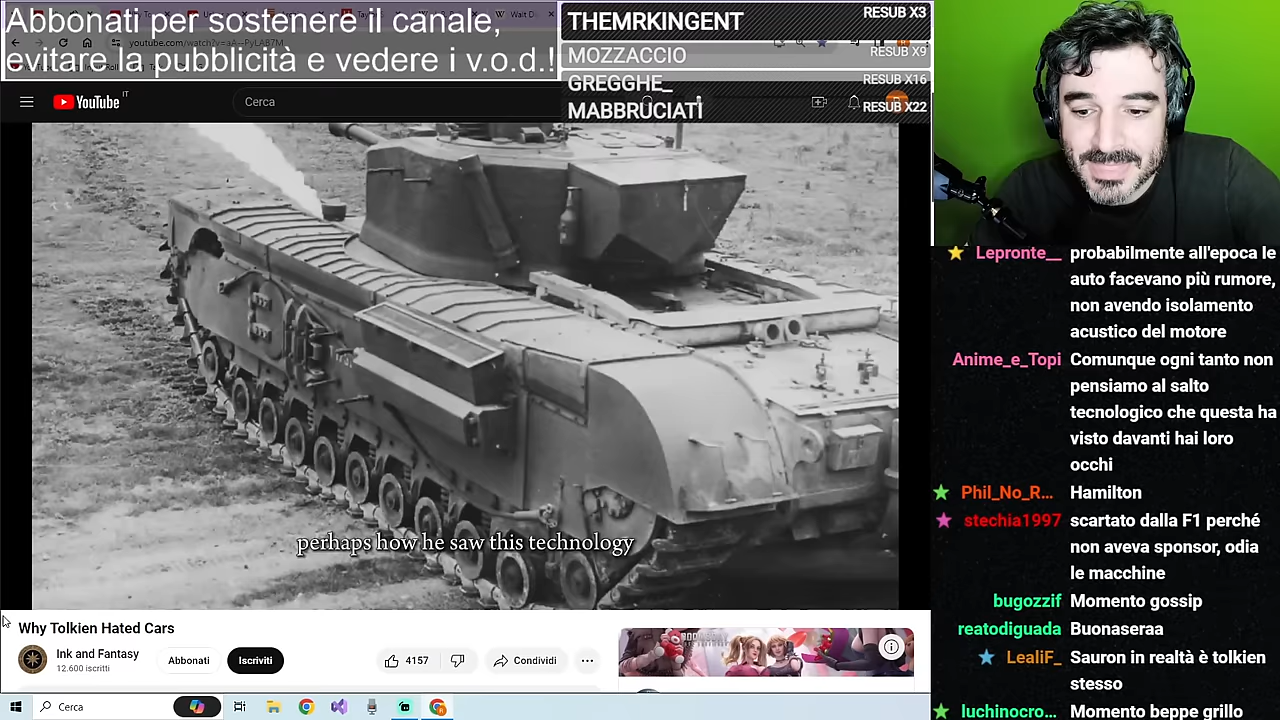 Abbonati per sostenere il canale,
evitare la pubblicità e vedere i v.o.d.!
THEMRKINGENT RESUB X3
MOZZACCIO RESUB X9
GREGGHE_ RESUB X16
MABBRUCIATI RESUB X22
YouTube IT
Cerca
perhaps how he saw this technology
Why Tolkien Hated Cars
Ink and Fantasy
12.600 iscritti
Abbonati
Iscriviti
4157
Condividi
Cerca
Lepronte__ probabilmente all'epoca le
auto facevano più rumore,
non avendo isolamento
acustico del motore
Anime_e_Topi Comunque ogni tanto non
pensiamo al salto
tecnologico che questa ha
visto davanti hai loro
occhi
Phil_No_R... Hamilton
stechia1997 scartato dalla F1 perché
non aveva sponsor, odia
le macchine
bugozzif Momento gossip
reatodiguada Buonaseraa
LealiF_ Sauron in realtà è tolkien
stesso
luchinocro... Momento beppe grillo